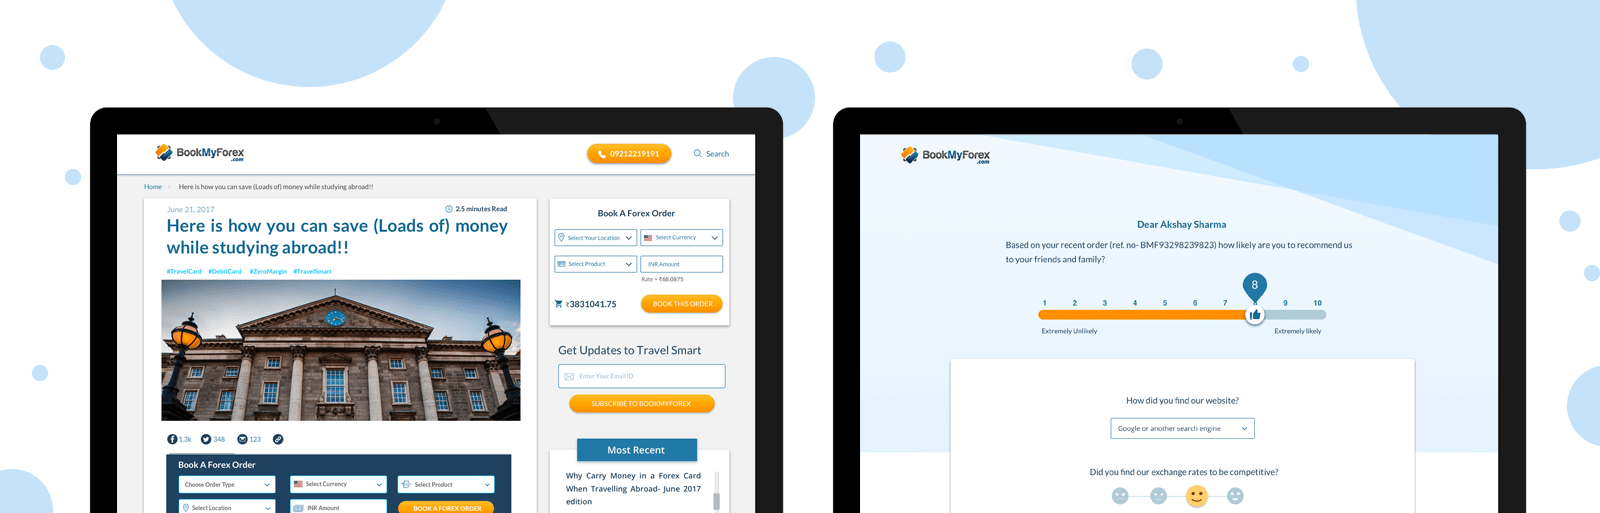 BookMyForex
.com
09212219191
Search
Home > Here is how you can save (Loads of) money while studying abroad!!
June 21, 2017
2.5 minutes Read
Here is how you can save (Loads of) money
while studying abroad!!
#TravelCard #DebitCard #ZeroMargin #TravelSmart
1.3k 348 123
Book A Forex Order
Choose Order Type
Select Currency
Select Product
Select Location
INR Amount
BOOK A FOREX ORDER
Book A Forex Order
Select Your Location
Select Currency
Select Product
INR Amount
Rate = ₹68.0875
₹3831041.75
BOOK THIS ORDER
Get Updates to Travel Smart
Enter Your Email ID
SUBSCRIBE TO BOOKMYFOREX
Most Recent
Why Carry Money in a Forex Card
When Travelling Abroad- June 2017
edition
BookMyForex
.com
Dear Akshay Sharma
Based on your recent order (ref. no- BMF93298239823) how likely are you to recommend us
to your friends and family?
8
1 2 3 4 5 6 7 8 9 10
Extremely Unlikely
Extremely likely
How did you find our website?
Google or another search engine
Did you find our exchange rates to be competitive?